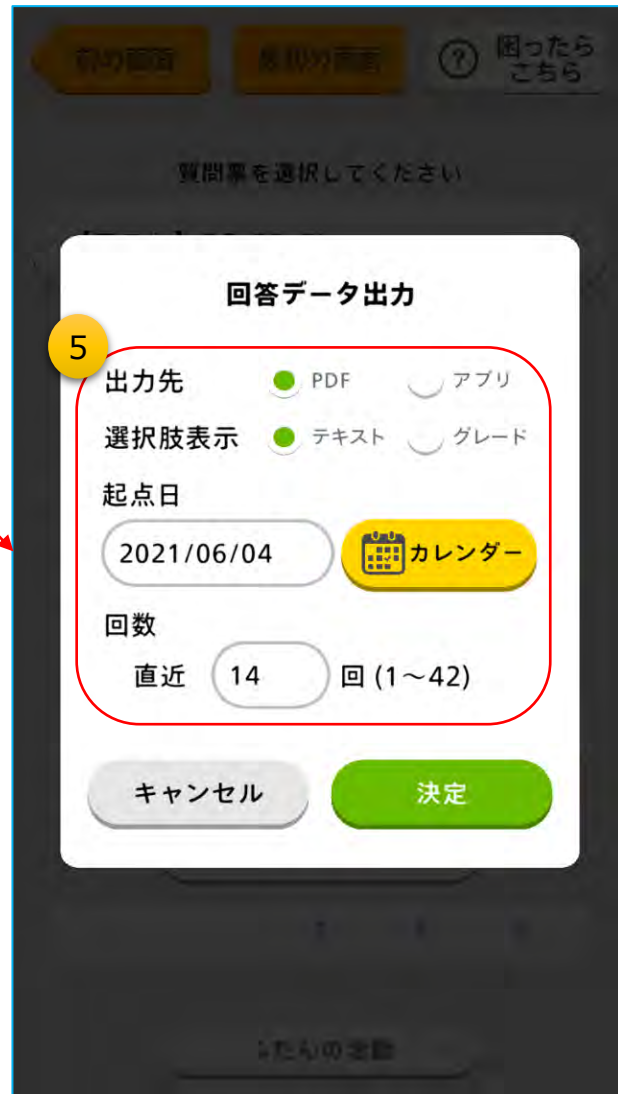 前の画面 最初の画面 ? 困ったら
こちら
質問票を選択してください
回答データ出力
5
出力先 PDF アプリ
選択肢表示 テキスト グレード
起点日
2021/06/04 カレンダー
回数
直近 14 回 (1～42)
キャンセル 決定